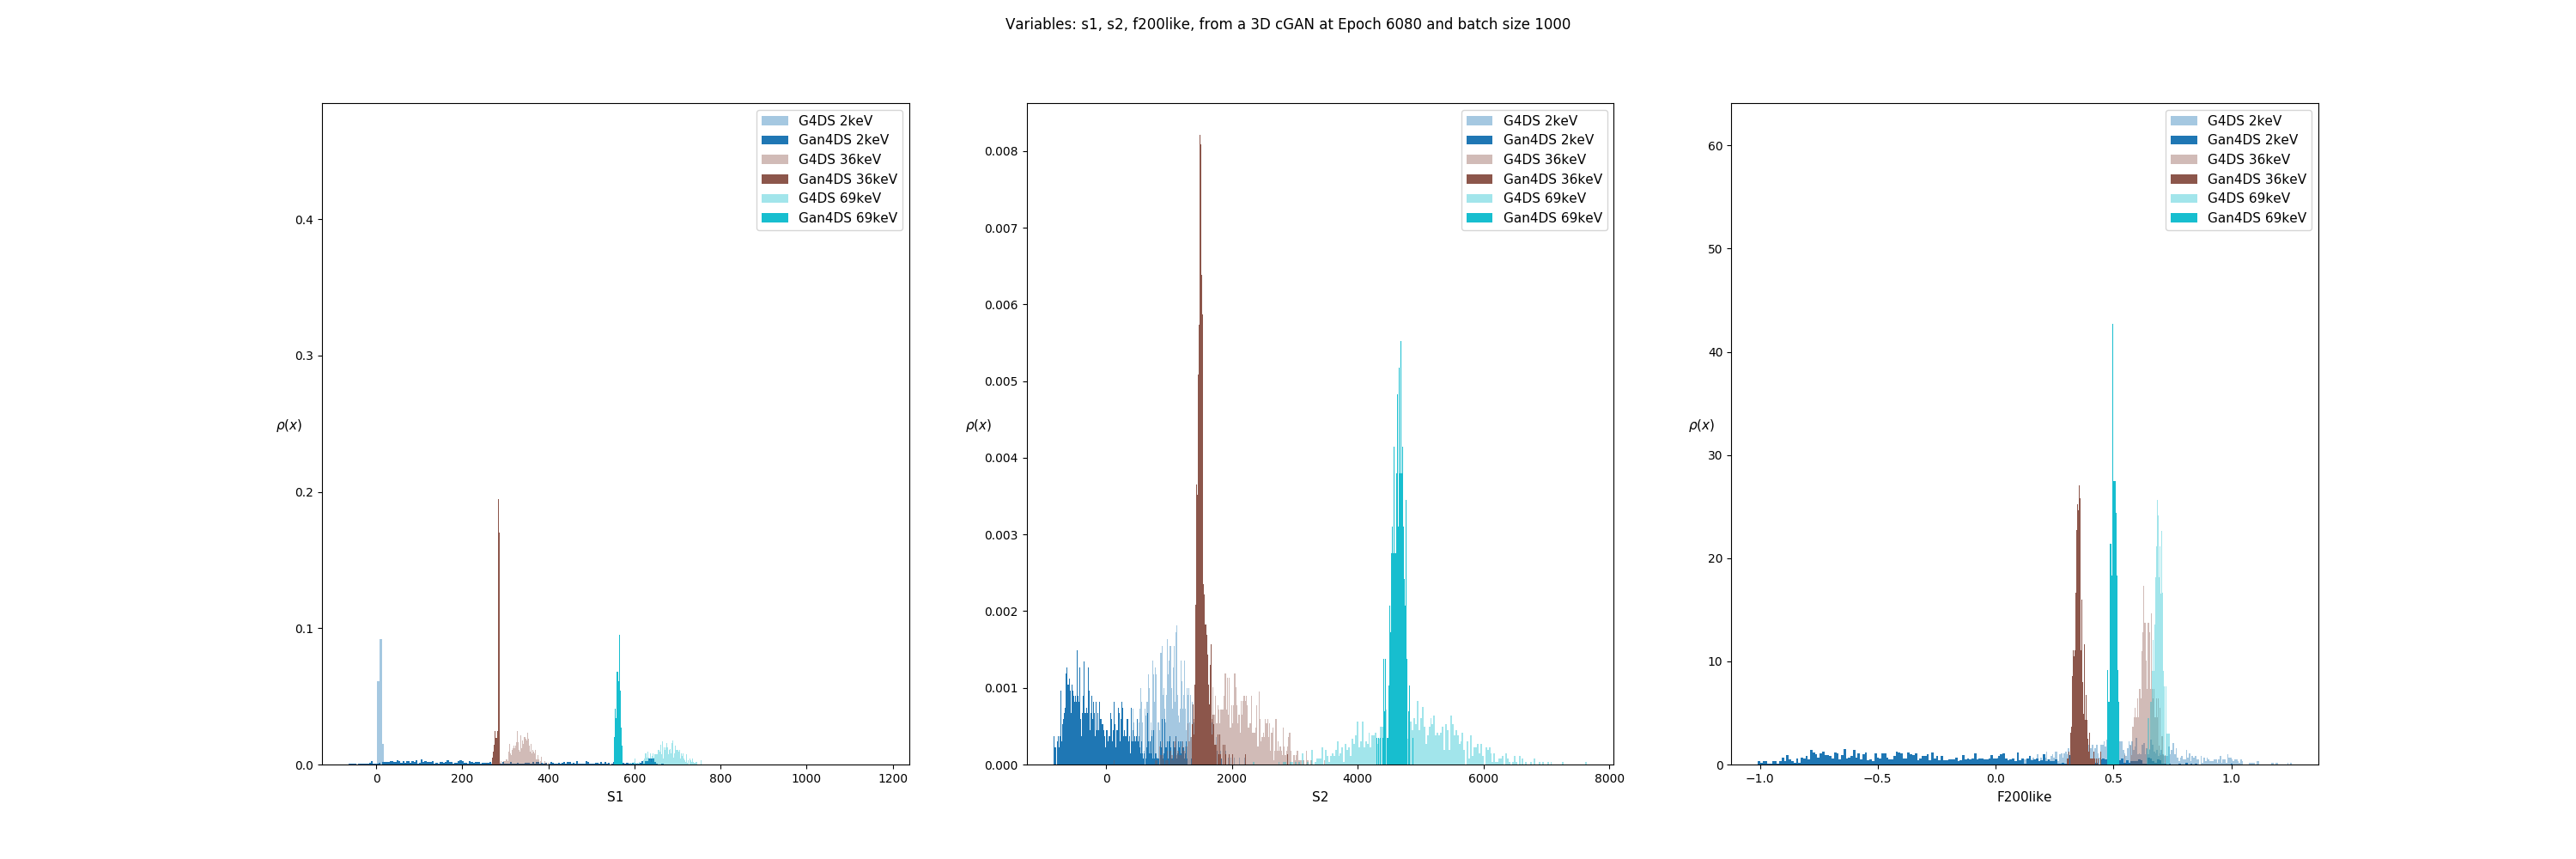 Variables: s1, s2, f200like, from a 3D cGAN at Epoch 6080 and batch size 1000
G4DS 2keV
Gan4DS 2keV
G4DS 36keV
Gan4DS 36keV
G4DS 69keV
Gan4DS 69keV
0.4
0.3
0.2
0.1
0.0
ρ(x)
0 200 400 600 800 1000 1200
S1
G4DS 2keV
Gan4DS 2keV
G4DS 36keV
Gan4DS 36keV
G4DS 69keV
Gan4DS 69keV
0.008
0.007
0.006
0.005
0.004
0.003
0.002
0.001
0.000
ρ(x)
0 2000 4000 6000 8000
S2
G4DS 2keV
Gan4DS 2keV
G4DS 36keV
Gan4DS 36keV
G4DS 69keV
Gan4DS 69keV
60
50
40
30
20
10
0
ρ(x)
−1.0 −0.5 0.0 0.5 1.0
F200like